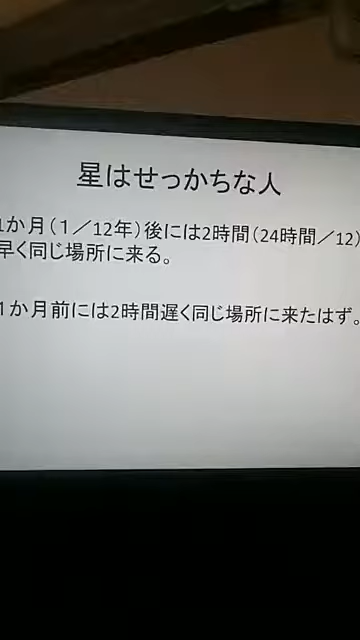 星はせっかちな人
1か月（１／12年）後には2時間（24時間／12）
早く同じ場所に来る。
１か月前には2時間遅く同じ場所に来たはず。